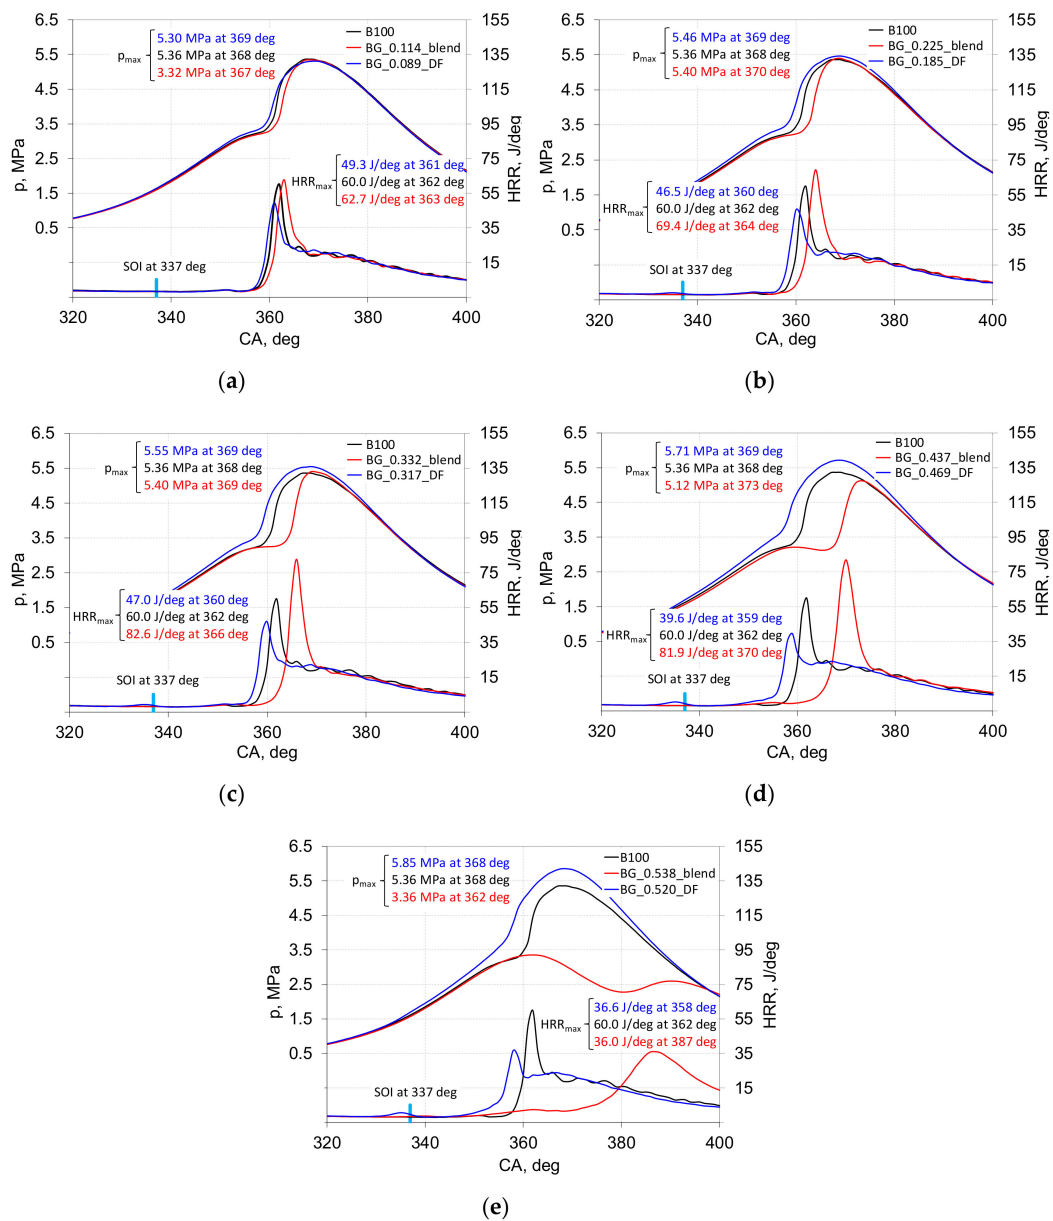 6.5
5.5
4.5
3.5
2.5
1.5
0.5
p, MPa
155
135
115
95
75
55
35
15
HRR, J/deg
pmax
5.30 MPa at 369 deg
5.36 MPa at 368 deg
3.32 MPa at 367 deg
B100
BG_0.114_blend
BG_0.089_DF
HRRmax
49.3 J/deg at 361 deg
60.0 J/deg at 362 deg
62.7 J/deg at 363 deg
SOI at 337 deg
320
340
360
380
400
CA, deg
(a)
6.5
5.5
4.5
3.5
2.5
1.5
0.5
p, MPa
155
135
115
95
75
55
35
15
HRR, J/deg
pmax
5.46 MPa at 369 deg
5.36 MPa at 368 deg
5.40 MPa at 370 deg
B100
BG_0.225_blend
BG_0.185_DF
HRRmax
46.5 J/deg at 360 deg
60.0 J/deg at 362 deg
69.4 J/deg at 364 deg
SOI at 337 deg
320
340
360
380
400
CA, deg
(b)
6.5
5.5
4.5
3.5
2.5
1.5
0.5
p, MPa
155
135
115
95
75
55
35
15
HRR, J/deg
pmax
5.55 MPa at 369 deg
5.36 MPa at 368 deg
5.40 MPa at 369 deg
B100
BG_0.332_blend
BG_0.317_DF
HRRmax
47.0 J/deg at 360 deg
60.0 J/deg at 362 deg
82.6 J/deg at 366 deg
SOI at 337 deg
320
340
360
380
400
CA, deg
(c)
6.5
5.5
4.5
3.5
2.5
1.5
0.5
p, MPa
155
135
115
95
75
55
35
15
HRR, J/deg
pmax
5.71 MPa at 369 deg
5.36 MPa at 368 deg
5.12 MPa at 373 deg
B100
BG_0.437_blend
BG_0.469_DF
HRRmax
39.6 J/deg at 359 deg
60.0 J/deg at 362 deg
81.9 J/deg at 370 deg
SOI at 337 deg
320
340
360
380
400
CA, deg
(d)
6.5
5.5
4.5
3.5
2.5
1.5
0.5
p, MPa
155
135
115
95
75
55
35
15
HRR, J/deg
pmax
5.85 MPa at 368 deg
5.36 MPa at 368 deg
3.36 MPa at 362 deg
B100
BG_0.538_blend
BG_0.520_DF
HRRmax
36.6 J/deg at 358 deg
60.0 J/deg at 362 deg
36.0 J/deg at 387 deg
SOI at 337 deg
320
340
360
380
400
CA, deg
(e)